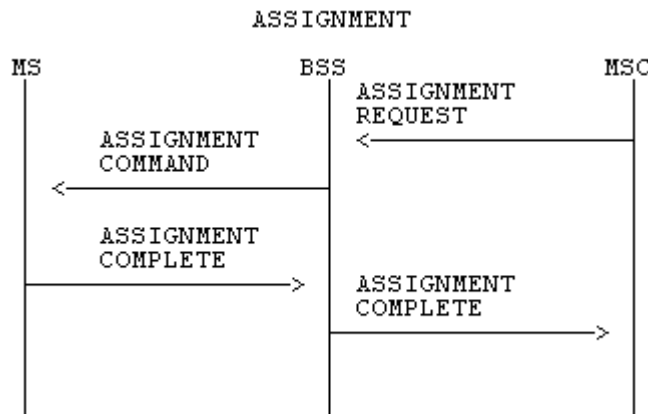 ASSIGNMENT
MS BSS MSC
ASSIGNMENT
REQUEST
ASSIGNMENT
COMMAND
ASSIGNMENT
COMPLETE
ASSIGNMENT
COMPLETE